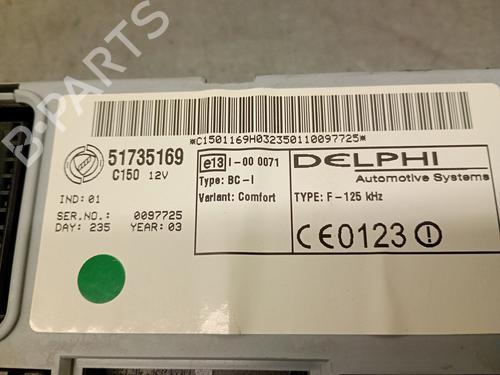 *C1501169H032350110097725*
51735169
C150 12V
IND: 01
SER.NO.: 0097725
DAY: 235 YEAR: 03
e13 I-00 0071
Type: BC-I
Variant: Comfort
DELPHI
Automotive Systems
TYPE: F-125 kHz
CE0123